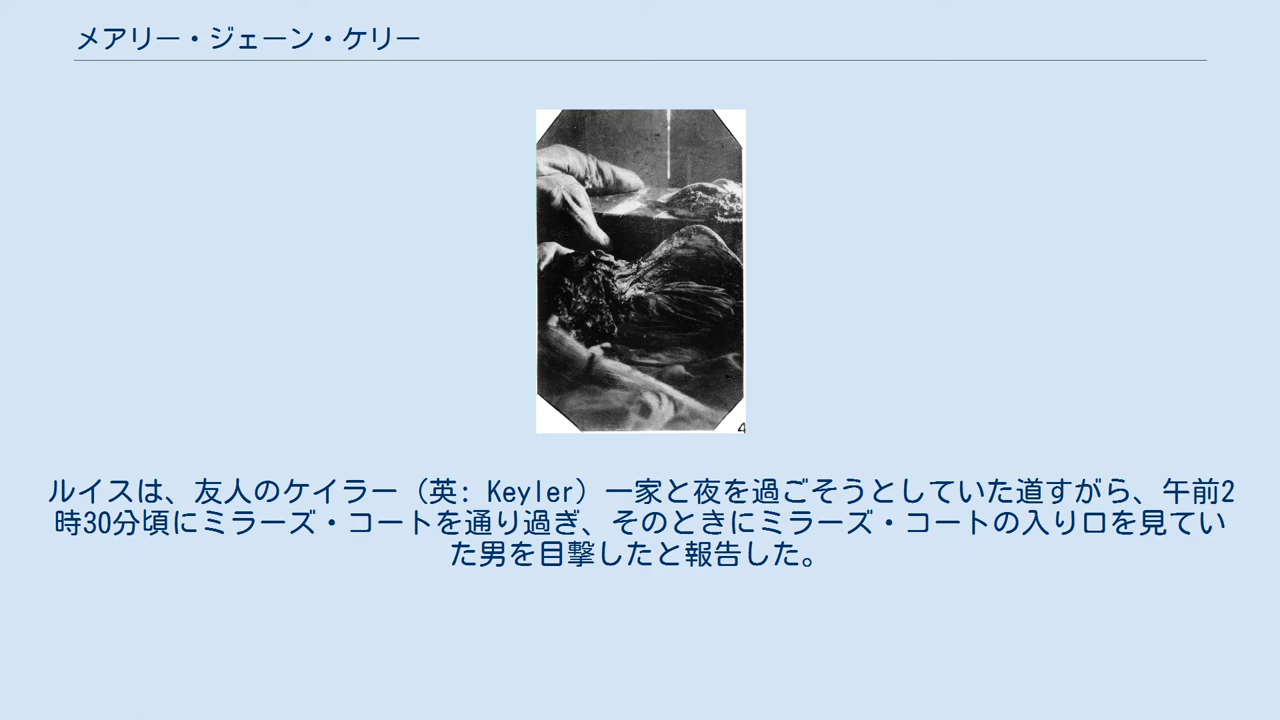 メアリー・ジェーン・ケリー
4
ルイスは、友人のケイラー（英: Keyler）一家と夜を過ごそうとしていた道すがら、午前2
時30分頃にミラーズ・コートを通り過ぎ、そのときにミラーズ・コートの入り口を見てい
た男を目撃したと報告した。